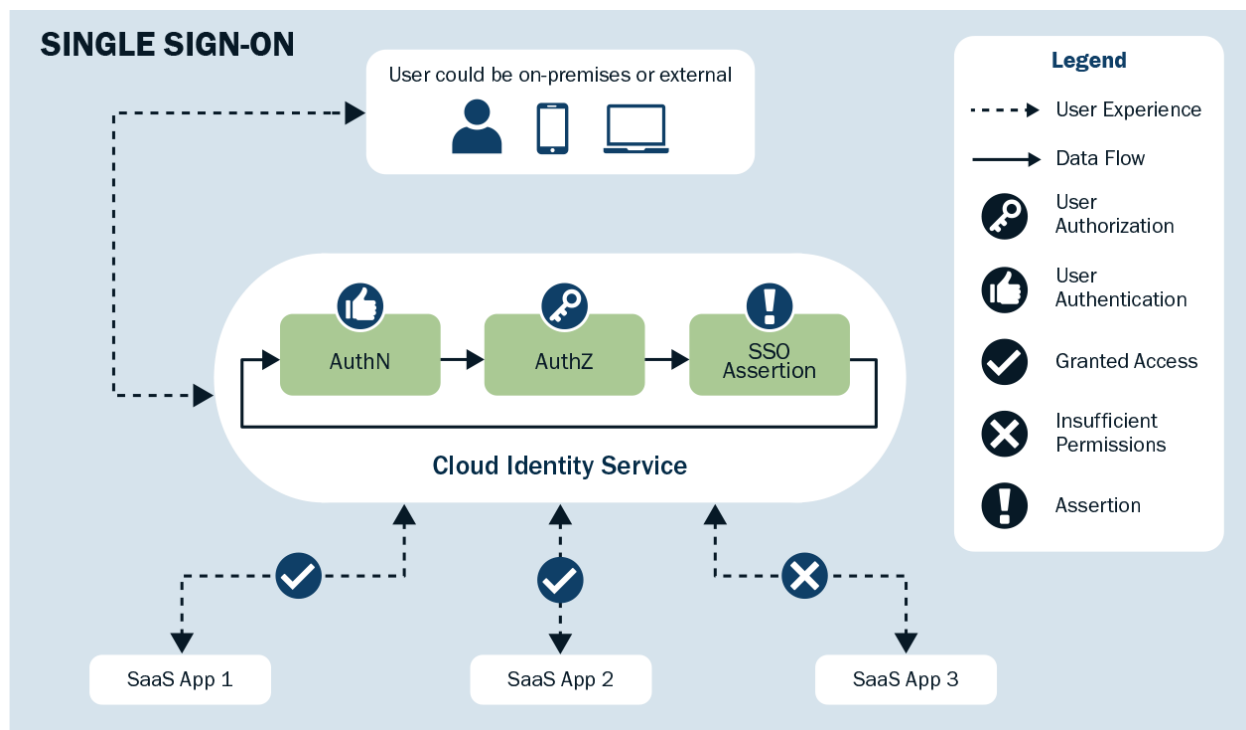 SINGLE SIGN-ON
User could be on-premises or external
AuthN
AuthZ
SSO
Assertion
Cloud Identity Service
SaaS App 1
SaaS App 2
SaaS App 3
Legend
User Experience
Data Flow
User
Authorization
User
Authentication
Granted Access
Insufficient
Permissions
Assertion